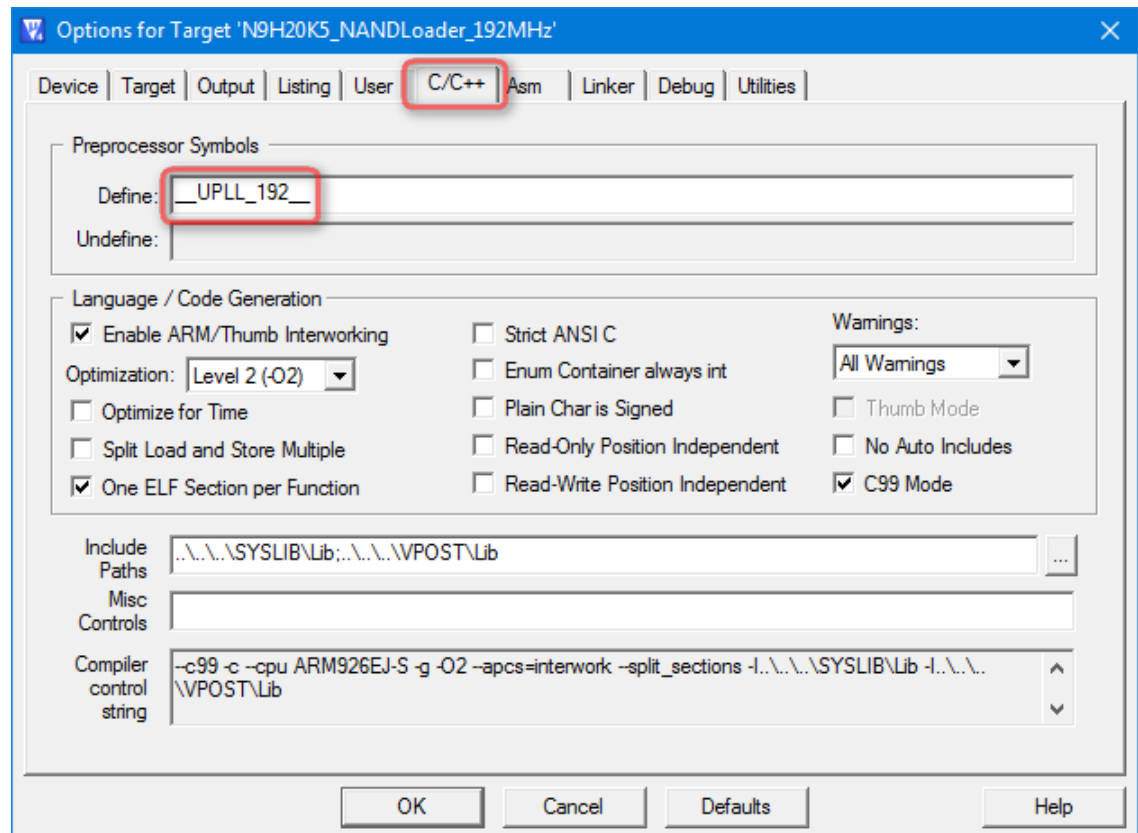 Options for Target 'N9H20K5_NANDLoader_192MHz'
Device Target Output Listing User C/C++ Asm Linker Debug Utilities
Preprocessor Symbols
Define: __UPLL_192__
Undefine:
Language / Code Generation
Enable ARM/Thumb Interworking
Optimization: Level 2 (-O2)
Optimize for Time
Split Load and Store Multiple
One ELF Section per Function
Strict ANSI C
Enum Container always int
Plain Char is Signed
Read-Only Position Independent
Read-Write Position Independent
Warnings:
All Warnings
Thumb Mode
No Auto Includes
C99 Mode
Include
Paths
..\..\..\SYSLIB\Lib;..\..\..\VPOST\Lib
...
Misc
Controls
Compiler
control
string
--c99 -c --cpu ARM926EJ-S -g -O2 --apcs=interwork --split_sections -I..\..\..\SYSLIB\Lib -I..\..\..
\VPOST\Lib
OK Cancel Defaults Help